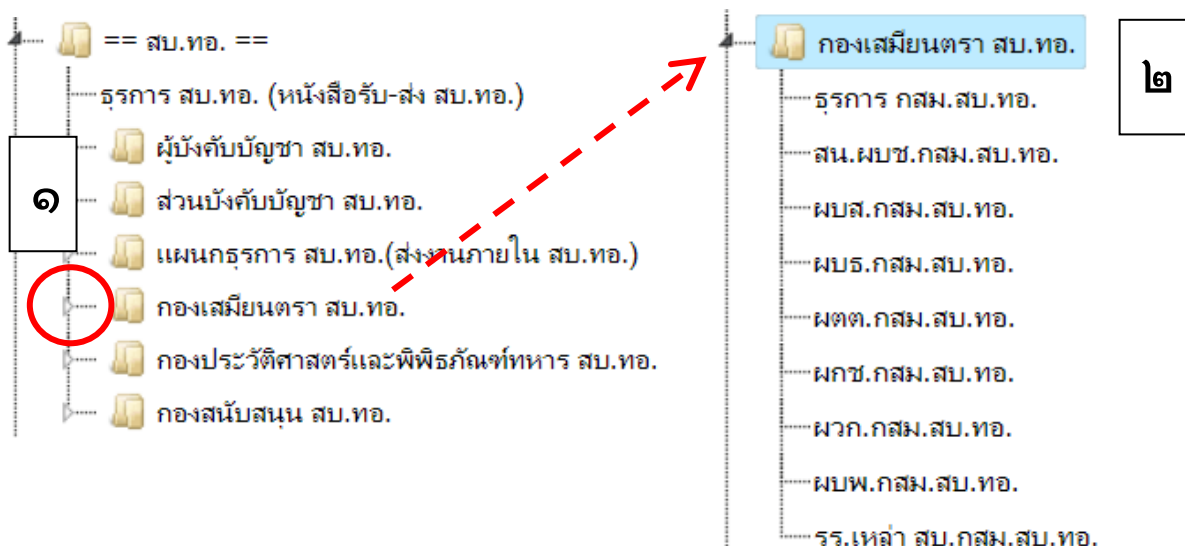 == สบ.ทอ. ==
ธุรการ สบ.ทอ. (หนังสือรับ-ส่ง สบ.ทอ.)
ผู้บังคับบัญชา สบ.ทอ.
ส่วนบังคับบัญชา สบ.ทอ.
แผนกธุรการ สบ.ทอ.(ส่งงานภายใน สบ.ทอ.)
กองเสมียนตรา สบ.ทอ.
กองประวัติศาสตร์และพิพิธภัณฑ์ทหาร สบ.ทอ.
กองสนับสนุน สบ.ทอ.
๑
กองเสมียนตรา สบ.ทอ.
ธุรการ กสม.สบ.ทอ.
สน.ผบช.กสม.สบ.ทอ.
ผบส.กสม.สบ.ทอ.
ผบธ.กสม.สบ.ทอ.
ผตต.กสม.สบ.ทอ.
ผกช.กสม.สบ.ทอ.
ผวก.กสม.สบ.ทอ.
ผบพ.กสม.สบ.ทอ.
รร.เหล่า สบ.กสม.สบ.ทอ.
๒